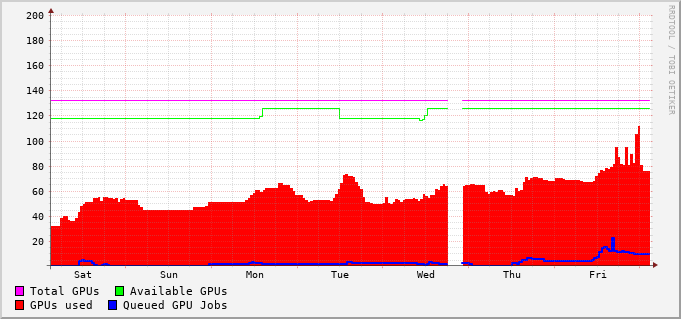 200
180
160
140
120
100
80
60
40
20
Sat Sun Mon Tue Wed Thu Fri
Total GPUs Available GPUs
GPUs used Queued GPU Jobs
RRDTOOL / TOBI OETIKER